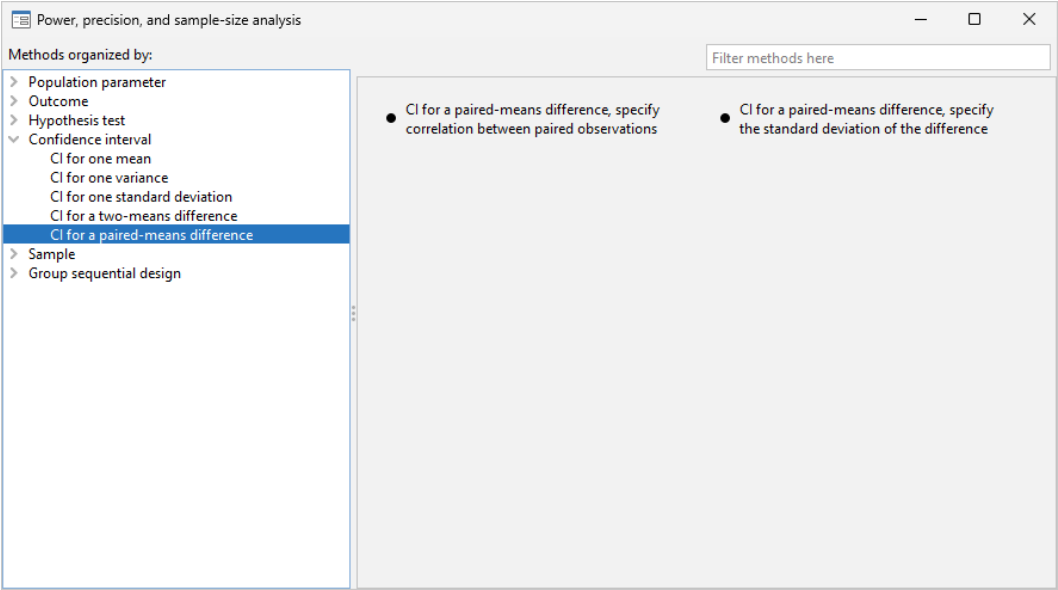 Power, precision, and sample-size analysis
Methods organized by:
Filter methods here
Population parameter
Outcome
Hypothesis test
Confidence interval
CI for one mean
CI for one variance
CI for one standard deviation
CI for a two-means difference
CI for a paired-means difference
Sample
Group sequential design
CI for a paired-means difference, specify
correlation between paired observations
CI for a paired-means difference, specify
the standard deviation of the difference